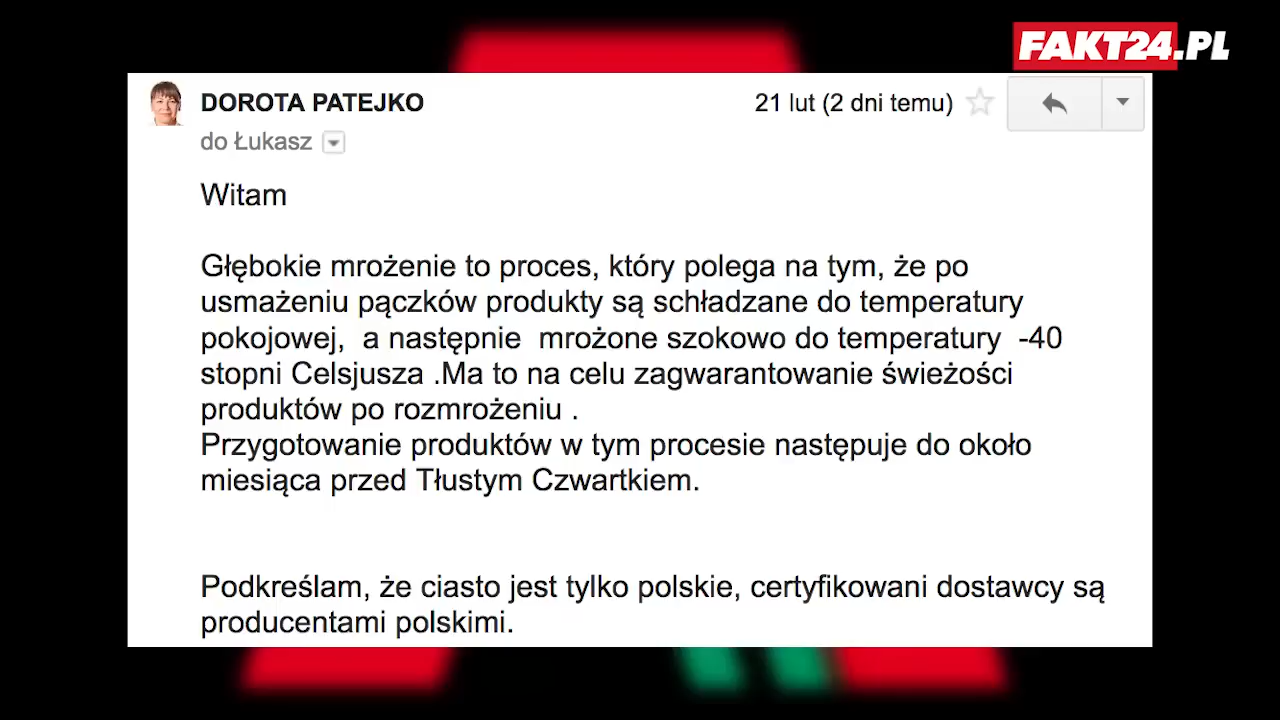 FAKT24.PL
DOROTA PATEJKO
21 lut (2 dni temu)
do Łukasz
Witam
Głębokie mrożenie to proces, który polega na tym, że po
usmażeniu pączków produkty są schładzane do temperatury
pokojowej,  a następnie  mrożone szokowo do temperatury  -40
stopni Celsjusza .Ma to na celu zagwarantowanie świeżości
produktów po rozmrożeniu .
Przygotowanie produktów w tym procesie następuje do około
miesiąca przed Tłustym Czwartkiem.
Podkreślam, że ciasto jest tylko polskie, certyfikowani dostawcy są
producentami polskimi.